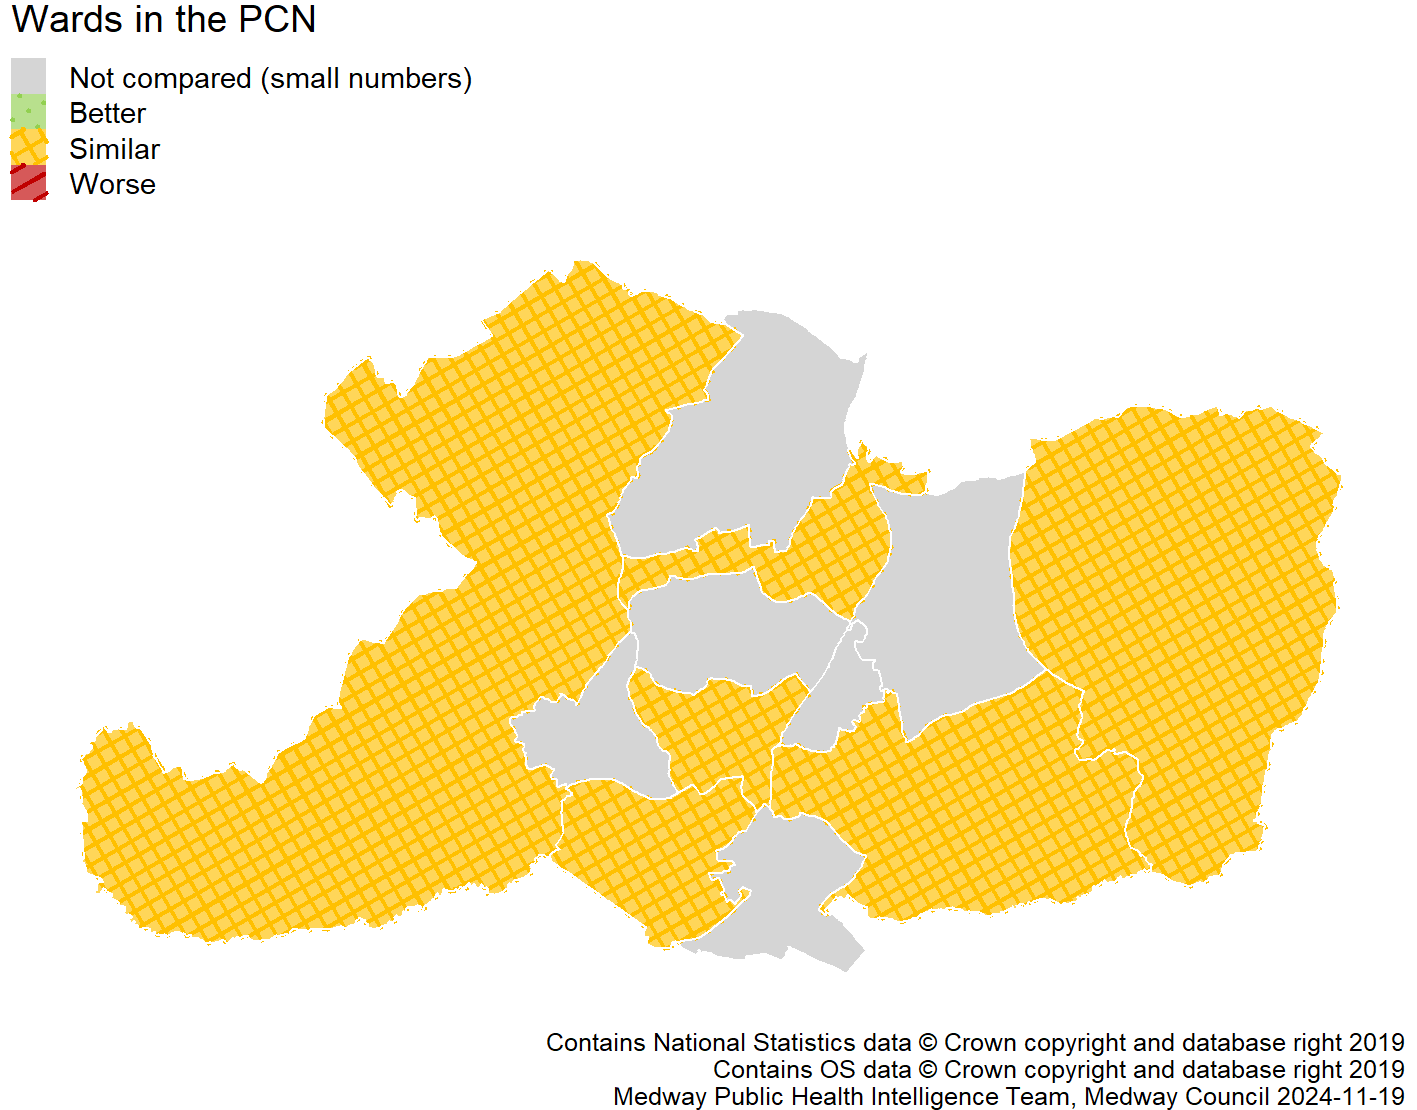 Wards in the PCN
Not compared (small numbers)
Better
Similar
Worse
Contains National Statistics data © Crown copyright and database right 2019
Contains OS data © Crown copyright and database right 2019
Medway Public Health Intelligence Team, Medway Council 2024-11-19